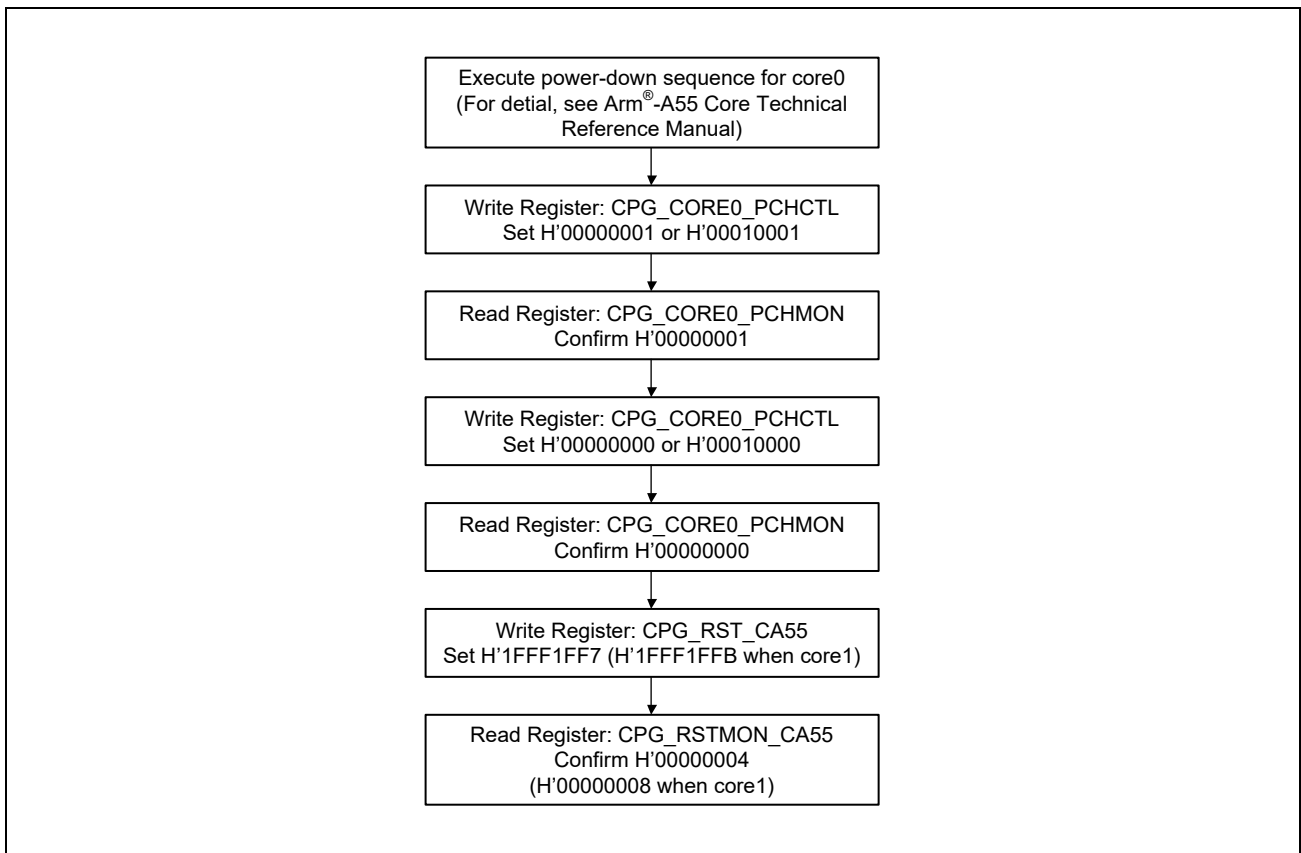 Execute power-down sequence for core0
(For detial, see Arm®-A55 Core Technical
Reference Manual)
Write Register: CPG_CORE0_PCHCTL
Set H'00000001 or H'00010001
Read Register: CPG_CORE0_PCHMON
Confirm H'00000001
Write Register: CPG_CORE0_PCHCTL
Set H'00000000 or H'00010000
Read Register: CPG_CORE0_PCHMON
Confirm H'00000000
Write Register: CPG_RST_CA55
Set H'1FFF1FF7 (H'1FFF1FFB when core1)
Read Register: CPG_RSTMON_CA55
Confirm H'00000004
(H'00000008 when core1)